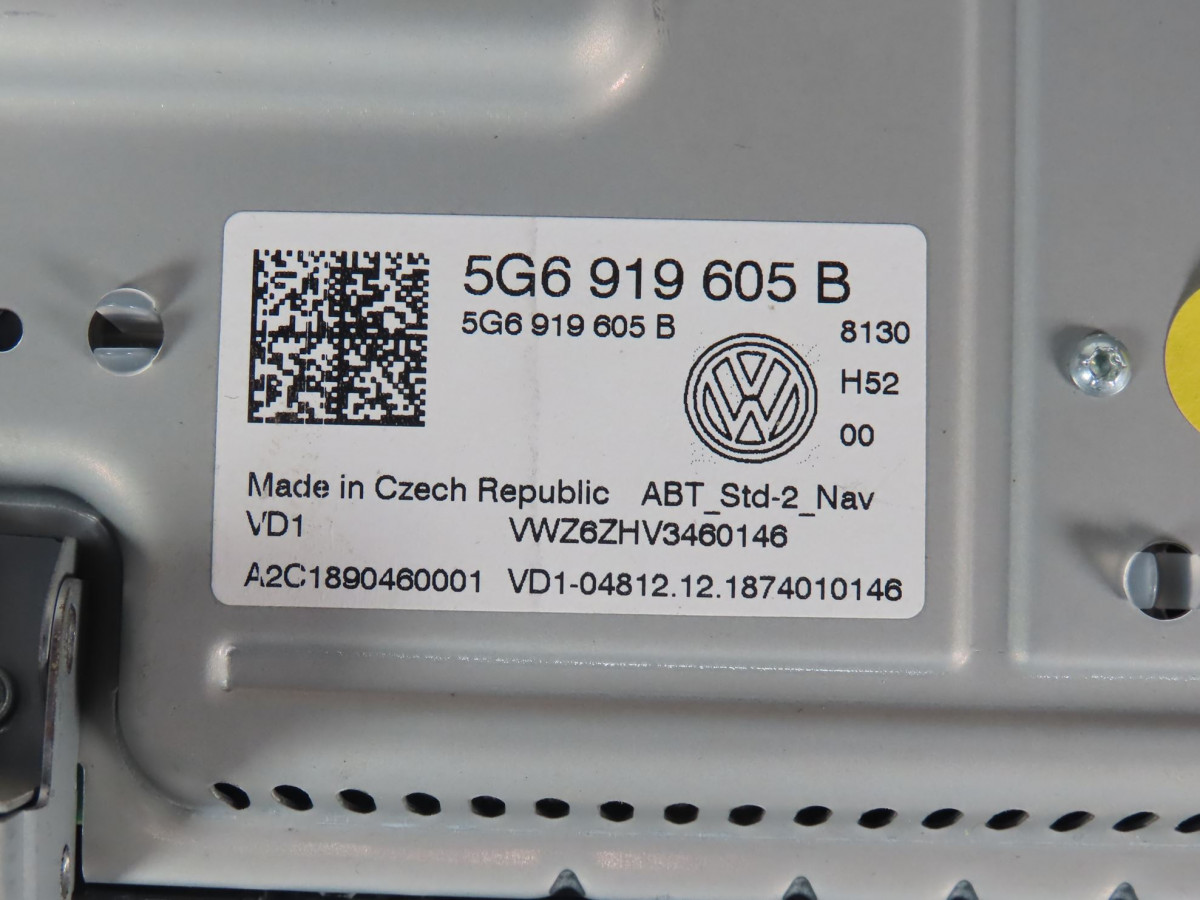 5G6 919 605 B
5G6 919 605 B
8130
H52
00
Made in Czech Republic ABT_Std-2_Nav
VD1 VWZ6ZHV3460146
A2C1890460001 VD1-04812.12.1874010146